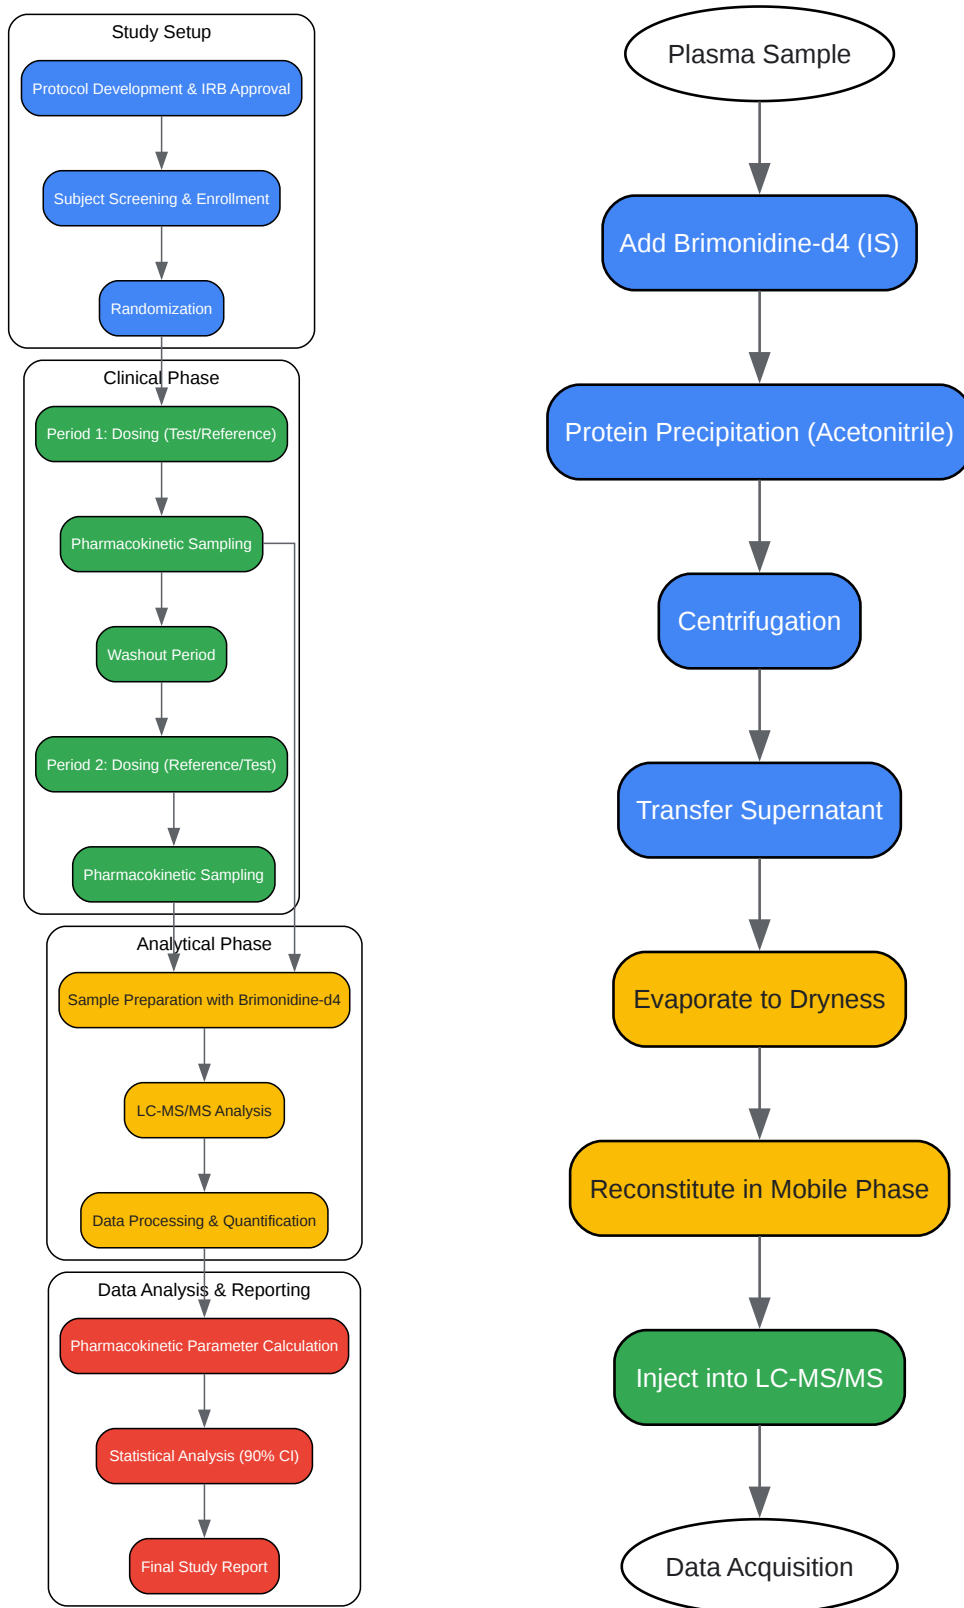 Study Setup
Protocol Development & IRB Approval
Subject Screening & Enrollment
Randomization
Clinical Phase
Period 1: Dosing (Test/Reference)
Pharmacokinetic Sampling
Washout Period
Period 2: Dosing (Reference/Test)
Pharmacokinetic Sampling
Analytical Phase
Sample Preparation with Brimonidine-d4
LC-MS/MS Analysis
Data Processing & Quantification
Data Analysis & Reporting
Pharmacokinetic Parameter Calculation
Statistical Analysis (90% CI)
Final Study Report
Plasma Sample
Add Brimonidine-d4 (IS)
Protein Precipitation (Acetonitrile)
Centrifugation
Transfer Supernatant
Evaporate to Dryness
Reconstitute in Mobile Phase
Inject into LC-MS/MS
Data Acquisition